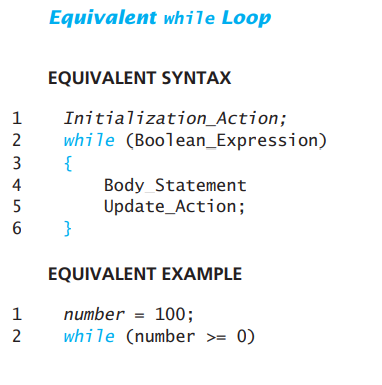 Equivalent while Loop
EQUIVALENT SYNTAX
1 Initialization_Action;
2 while (Boolean_Expression)
3 {
4 Body_Statement
5 Update_Action;
6 }
EQUIVALENT EXAMPLE
1 number = 100;
2 while (number >= 0)